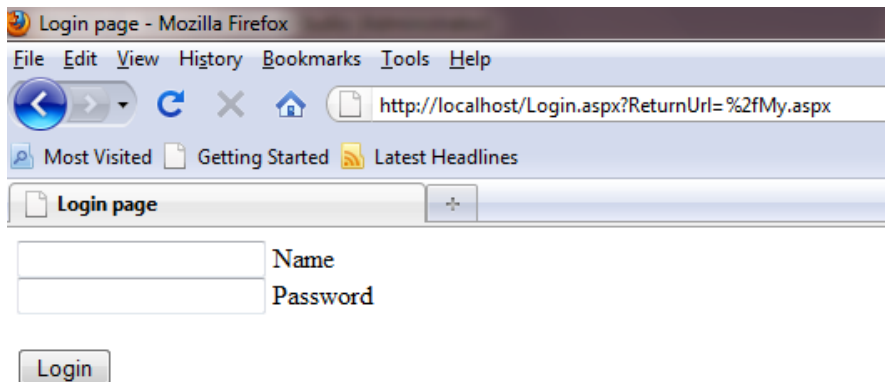 Login page - Mozilla Firefox
File Edit View History Bookmarks Tools Help
http://localhost/Login.aspx?ReturnUrl=%2fMy.aspx
Most Visited Getting Started Latest Headlines
Login page
Name
Password
Login